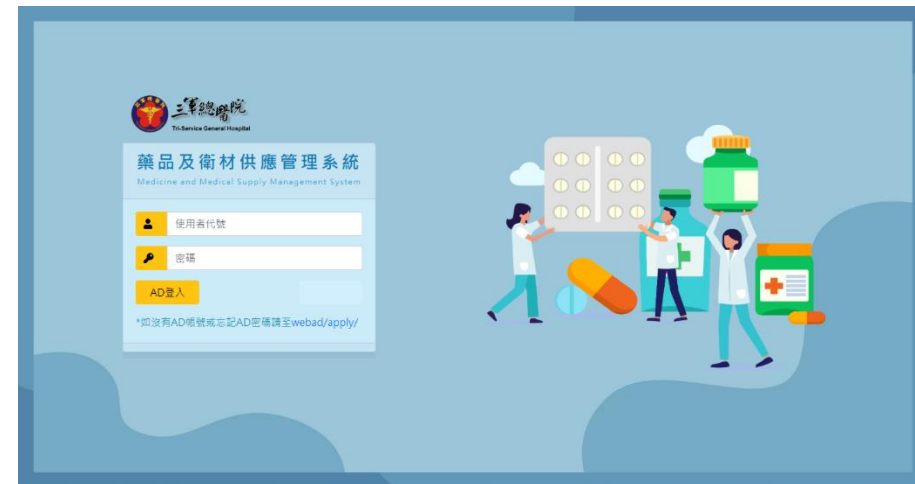 三軍總醫院
Tri-Service General Hospital
藥品及衛材供應管理系統
Medicine and Medical Supply Management System
使用者代號
密碼
AD登入
*如沒有AD帳號或忘記AD密碼請至webad/apply/